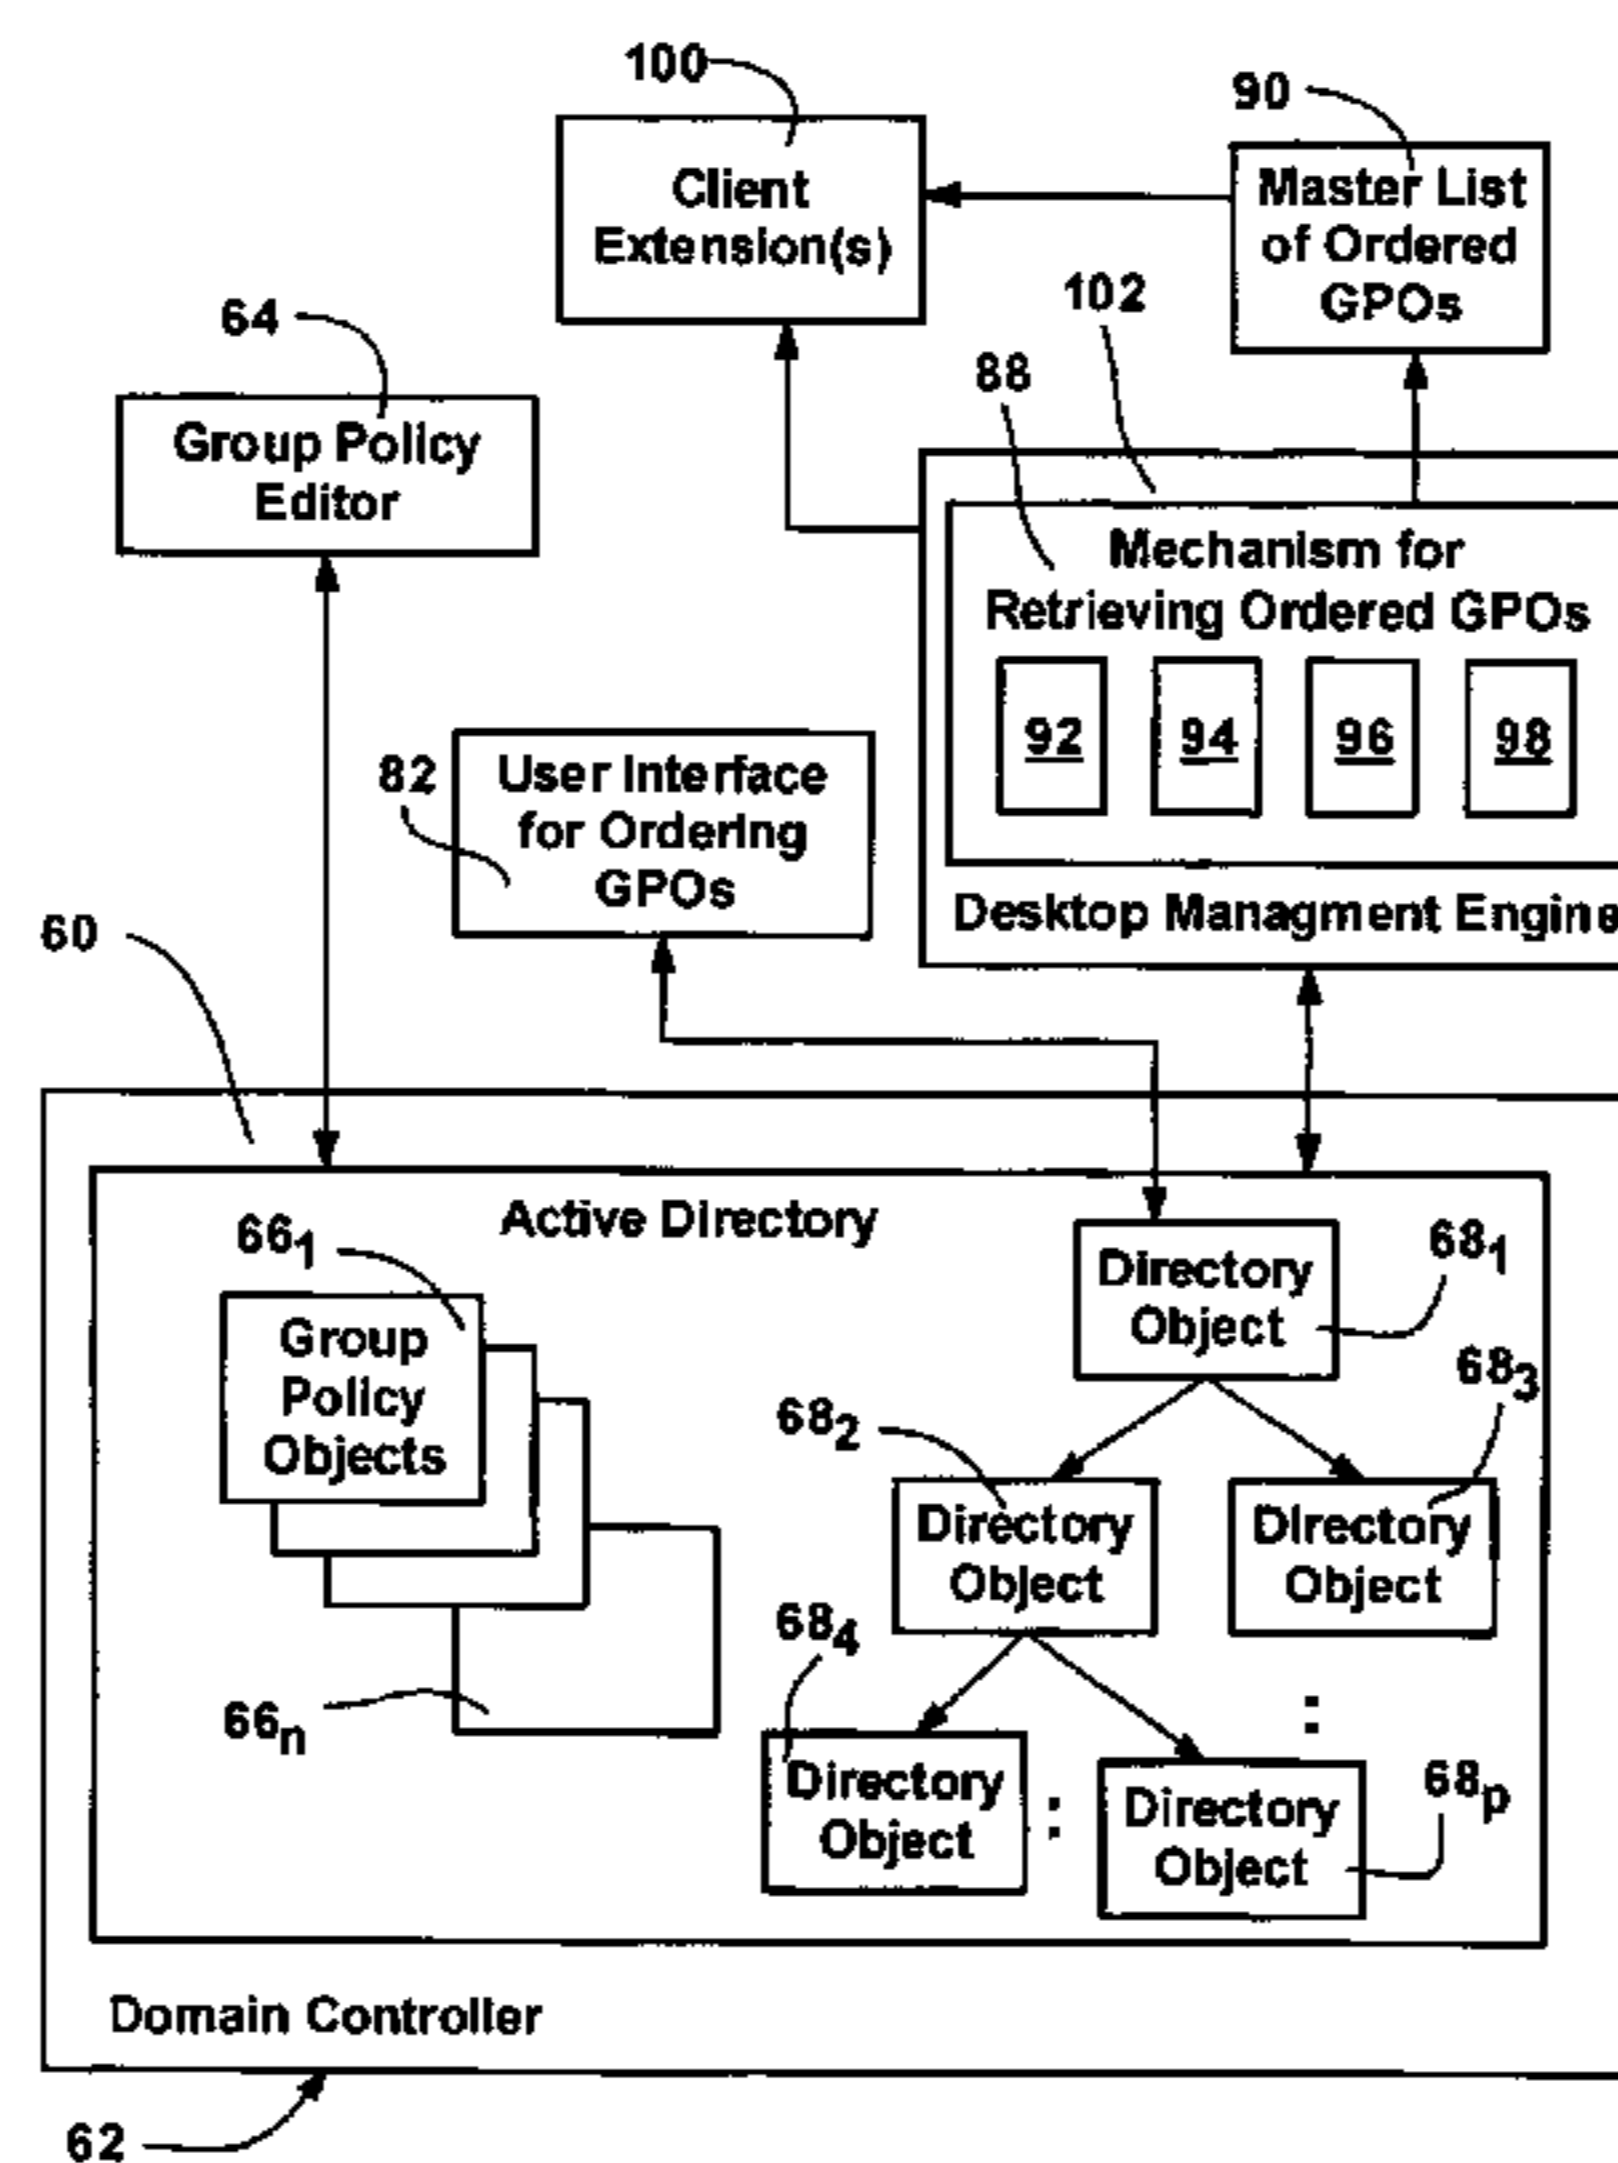 100
90
Client
Extension(s)
Master List
of Ordered
GPOs
102
64
88
Group Policy
Editor
Mechanism for
Retrieving Ordered GPOs
92 94 96 98
82
User Interface
for Ordering
GPOs
Desktop Managment Engine
60
Active Directory
66₁
68₁
Group
Policy
Objects
Directory
Object
68₃
68₂
Directory
Object
Directory
Object
68₄
66ₙ
:
Directory
Object
:
68ₚ
Directory
Object
Domain Controller
62